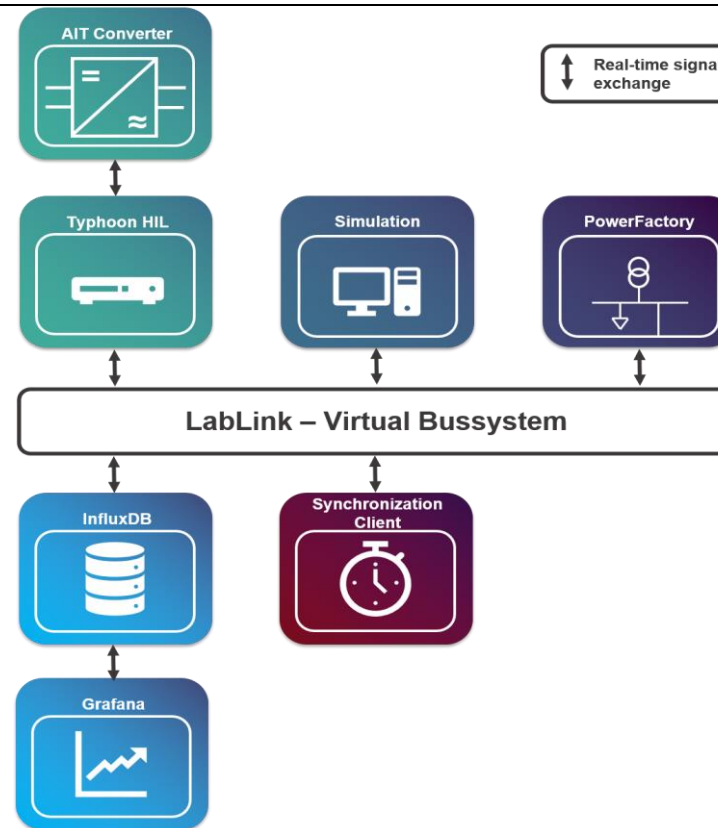 AIT Converter
Real-time signa
exchange
Typhoon HIL
Simulation
PowerFactory
LabLink – Virtual Bussystem
InfluxDB
Synchronization
Client
Grafana